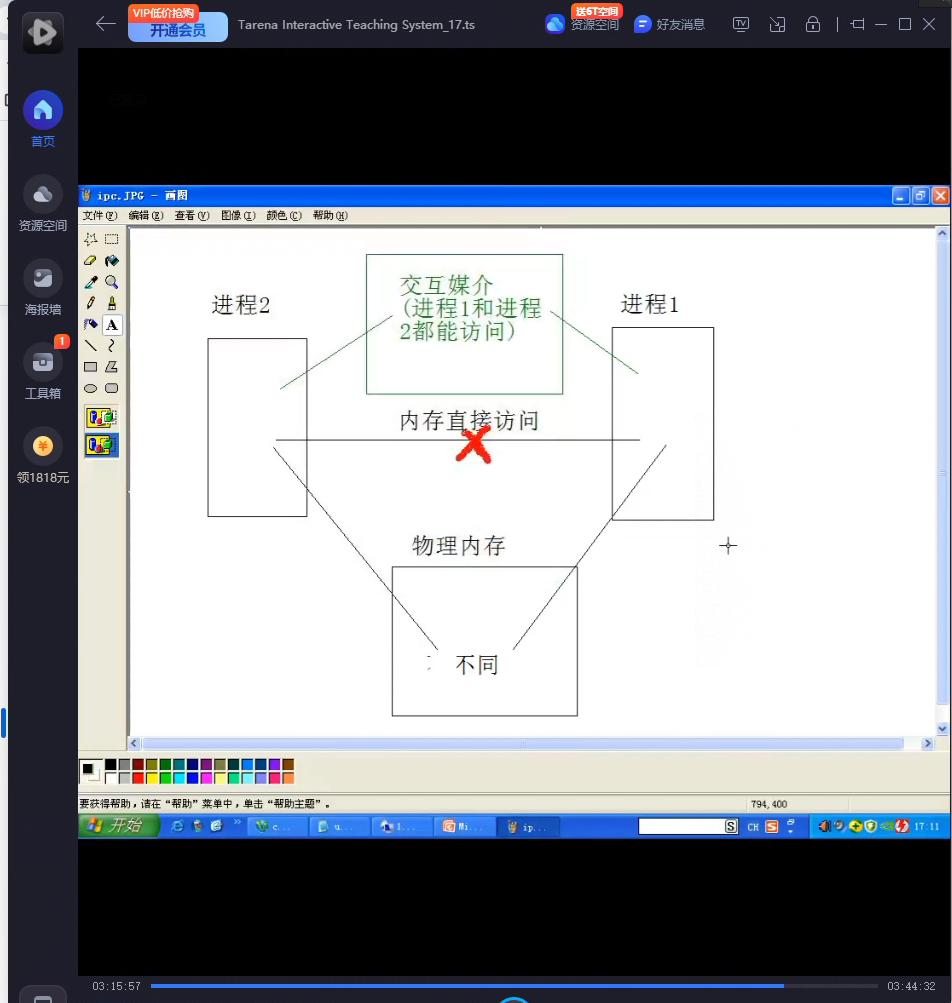 VIP低价抢购
开通会员
Tarena Interactive Teaching System_17.ts
送6T空间
资源空间
好友消息
TV
首页
资源空间
海报墙
1
工具箱
领1818元
ipc.JPG - 画图
文件(F) 编辑(E) 查看(V) 图像(I) 颜色(C) 帮助(H)
A
进程2
交互媒介
(进程1和进程
2都能访问)
进程1
内存直接访问
物理内存
不同
要获得帮助，请在“帮助”菜单中，单击“帮助主题”。
794,400
开始
c...
u...
1...
Mi...
ip...
S
CH
S
17:11
03:15:57
03:44:32